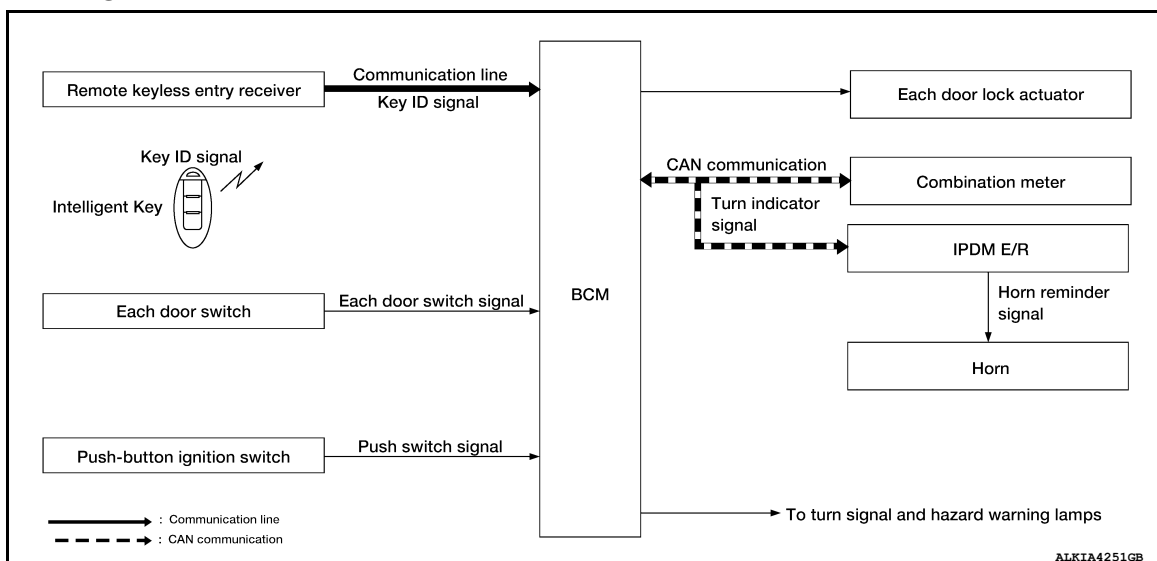 Remote keyless entry receiver
Communication line
Key ID signal
Key ID signal
Intelligent Key
Each door switch
Each door switch signal
Push-button ignition switch
Push switch signal
BCM
Each door lock actuator
CAN communication
Combination meter
Turn indicator
signal
IPDM E/R
Horn reminder
signal
Horn
To turn signal and hazard warning lamps
: Communication line
: CAN communication
ALKIA4251GB